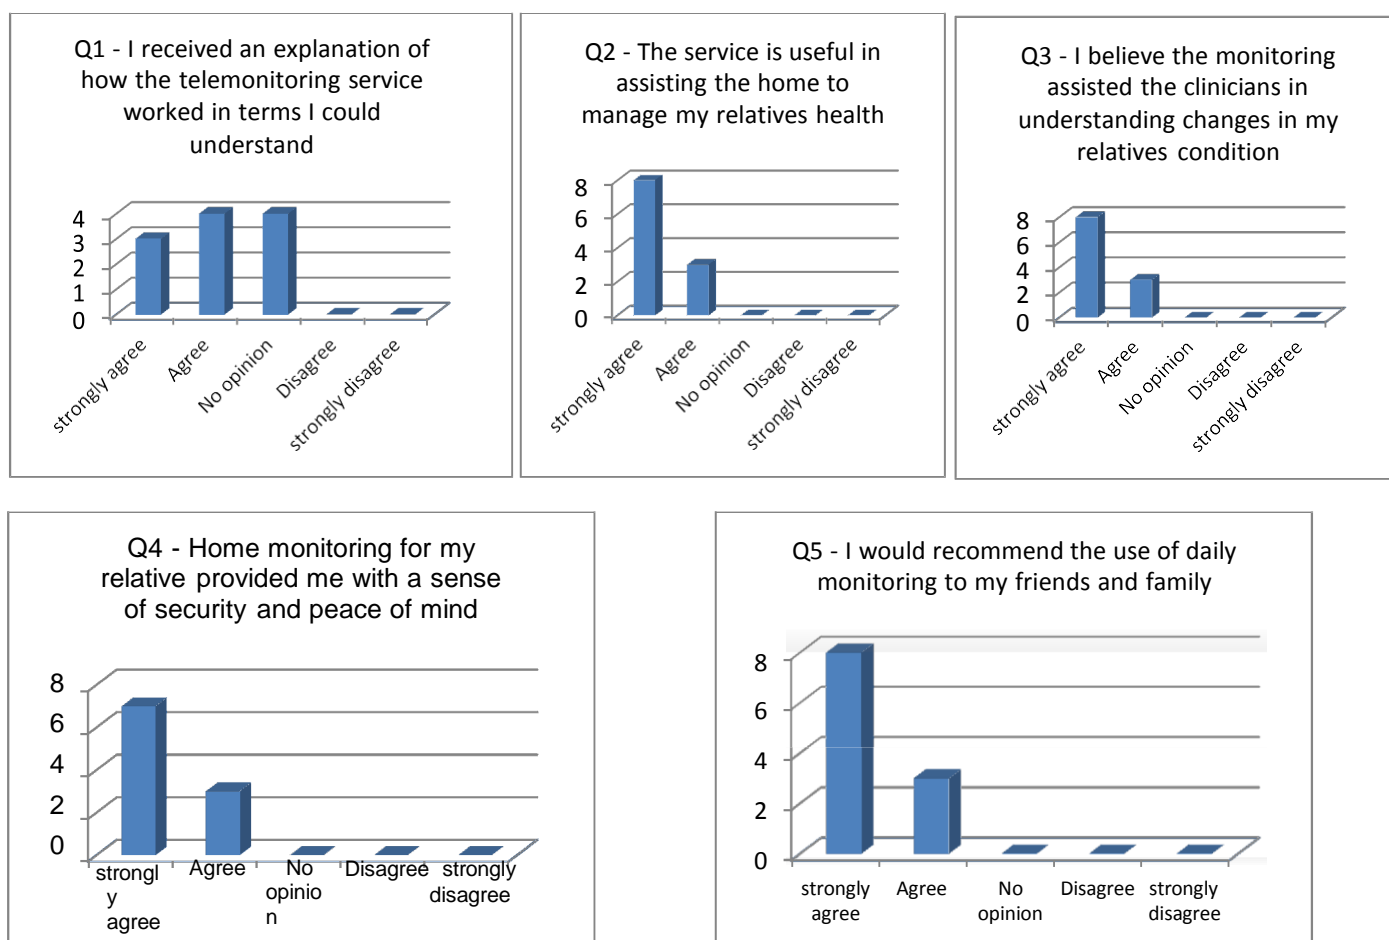 Q1 - I received an explanation of
how the telemonitoring service
worked in terms I could
understand
4
3
2
1
0
strongly agree
Agree
No opinion
Disagree
strongly disagree
Q2 - The service is useful in
assisting the home to
manage my relatives health
8
6
4
2
0
strongly agree
Agree
No opinion
Disagree
strongly disagree
Q3 - I believe the monitoring
assisted the clinicians in
understanding changes in my
relatives condition
8
6
4
2
0
strongly agree
Agree
No opinion
Disagree
strongly disagree
Q4 - Home monitoring for my
relative provided me with a sense
of security and peace of mind
8
6
4
2
0
strongl
y
agree
Agree
No
opinio
n
Disagree
strongly
disagree
Q5 - I would recommend the use of daily
monitoring to my friends and family
8
6
4
2
0
strongly
agree
Agree
No
opinion
Disagree
strongly
disagree